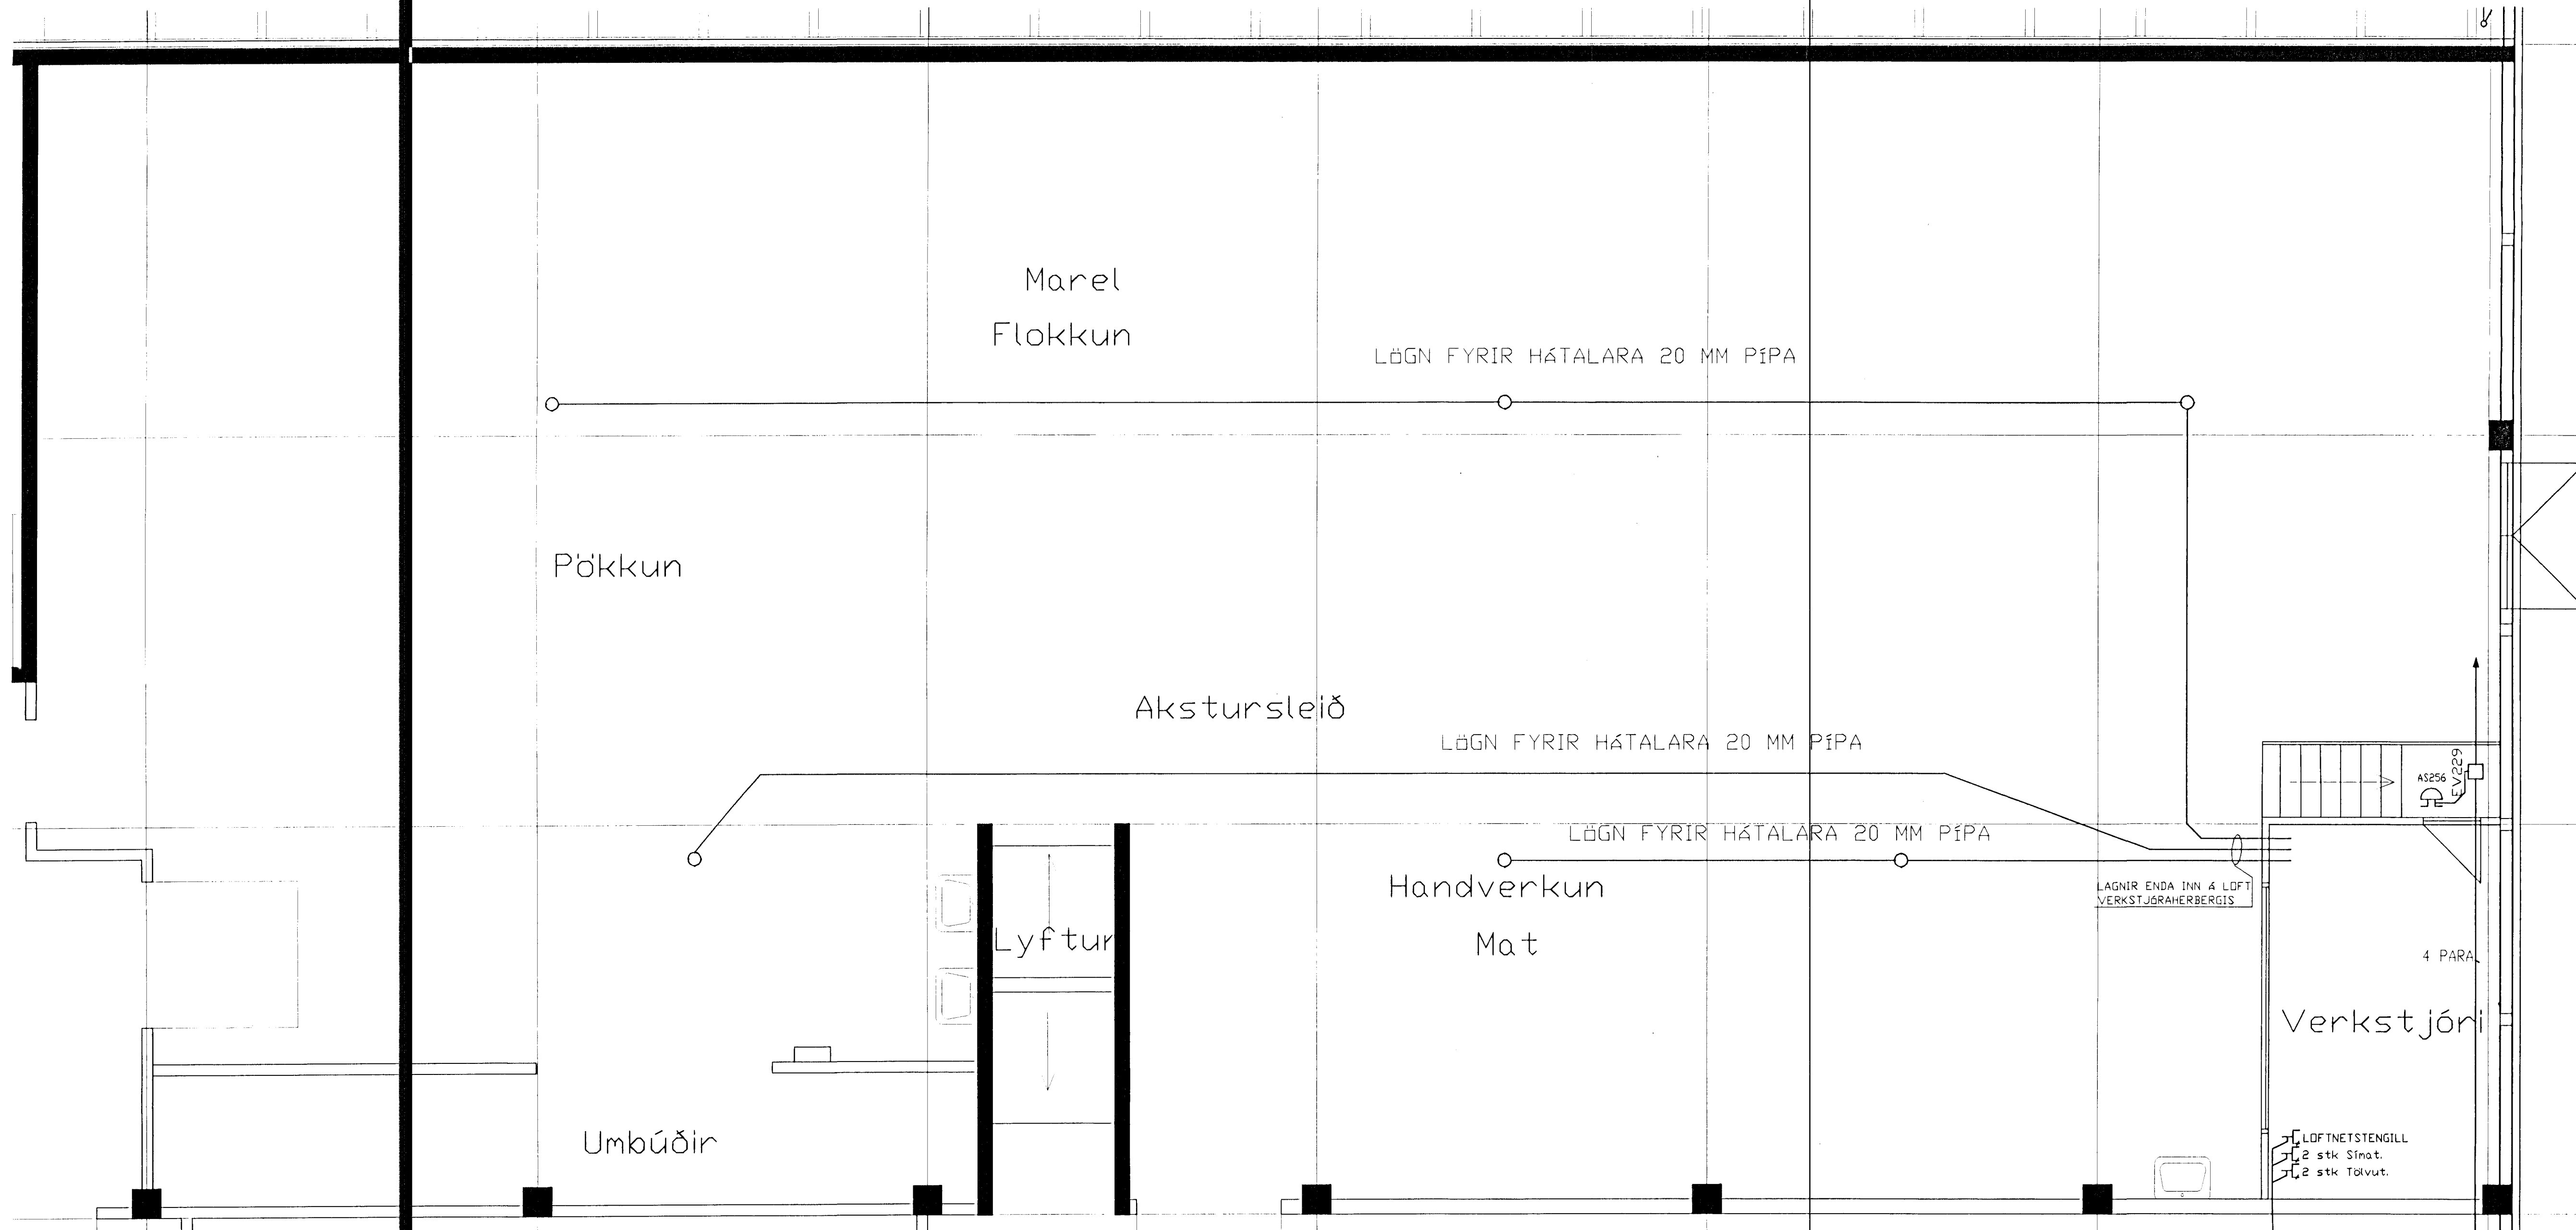 Marel
Flokkun
LÖGN FYRIR HÁTALARA 20 MM PÍPA
Pökkun
Akstursleið
LÖGN FYRIR HÁTALARA 20 MM PÍPA
AS256
EV229
LÖGN FYRIR HÁTALARA 20 MM PÍPA
Handverkun
Mat
LAGNIR ENDA INN Á LOFT
VERKSTJÓRAHERBERGIS
Lyftur
4 PARA
Verkstjóri
Umbúðir
LOFTNETSTENGILL
2 stk Símat.
2 stk Tölvut.